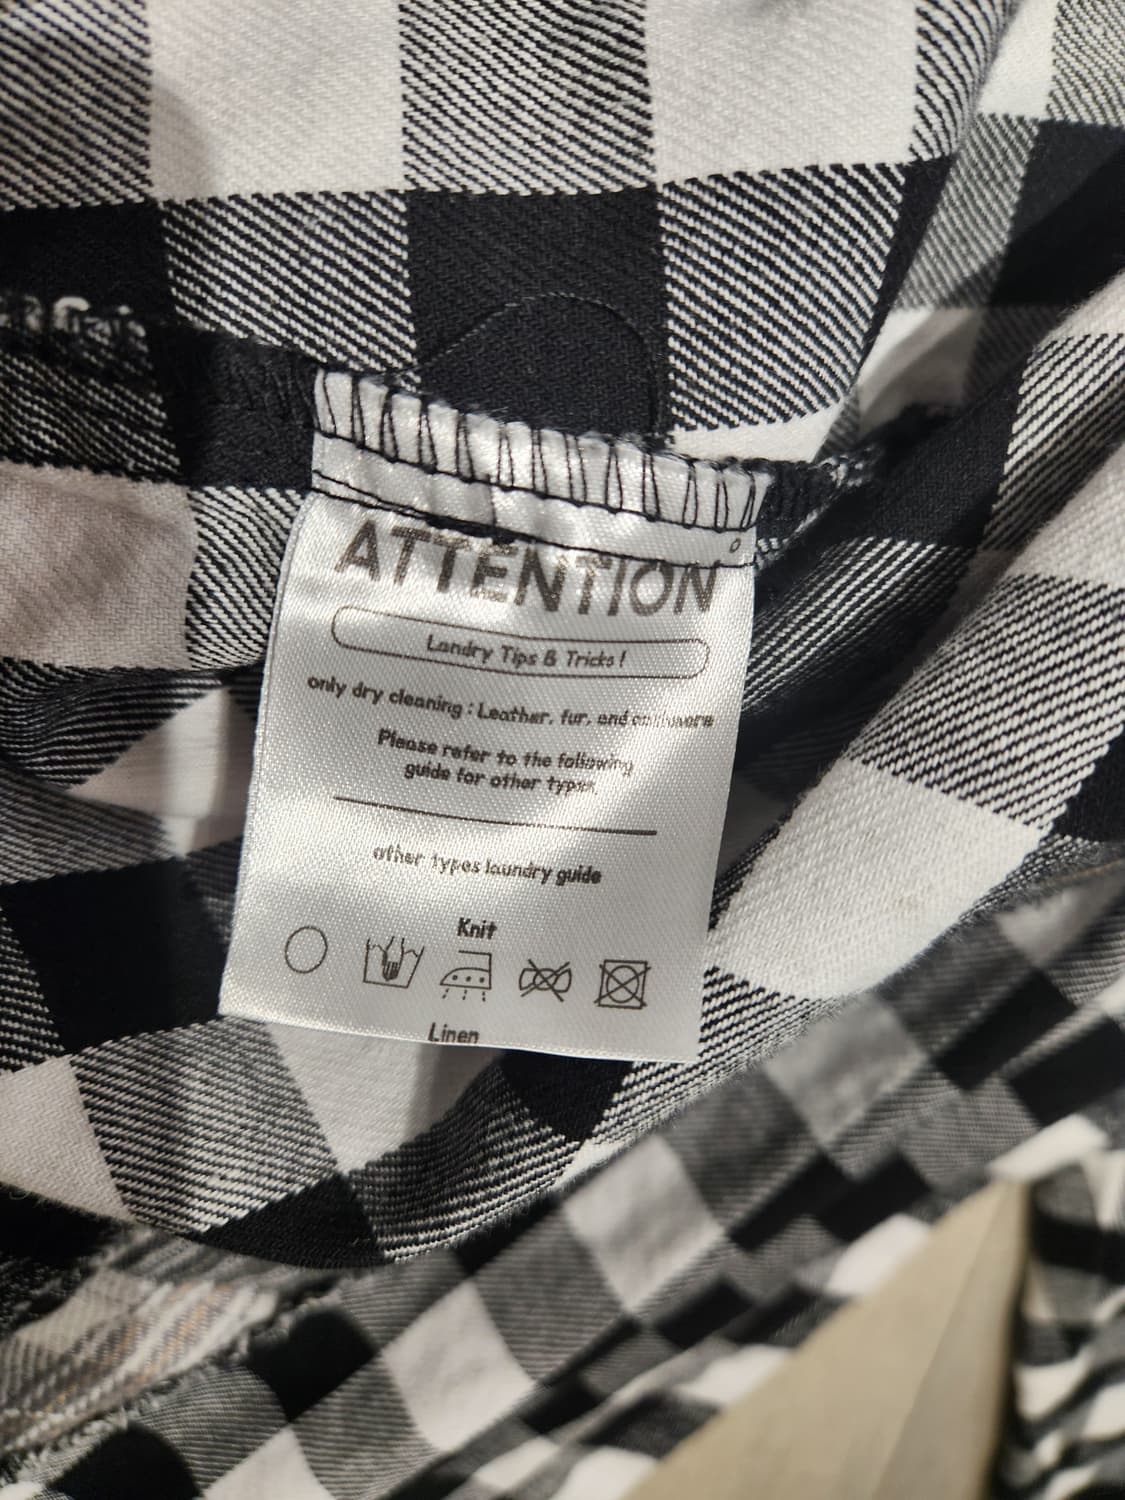 ATTENTION
Landry Tips & Tricks!
only dry cleaning : Leather, fur, and
Please refer to the following
guide for other types
other types laundry guide
Knit
Linen